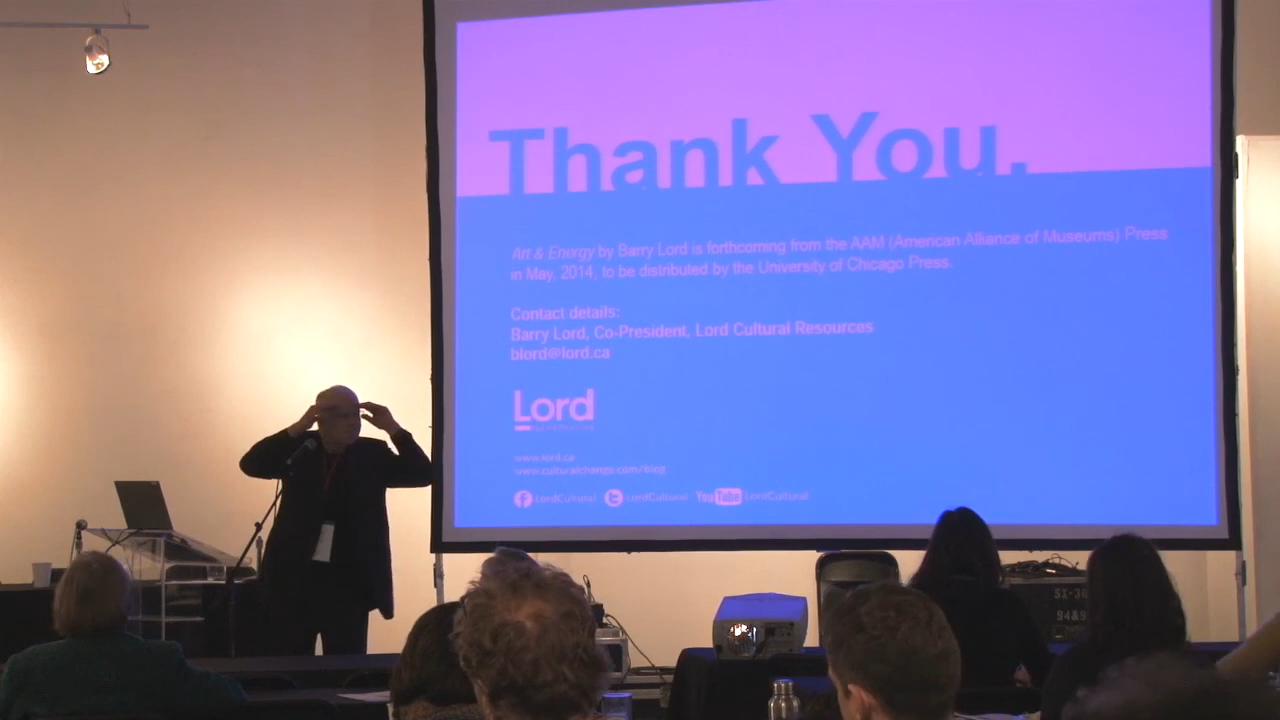 Thank You.
Art & Energy by Barry Lord is forthcoming from the AAM (American Alliance of Museums) Press
in May, 2014, to be distributed by the University of Chicago Press.
Contact details:
Barry Lord, Co-President, Lord Cultural Resources
blord@lord.ca
Lord
www.lord.ca
www.culturalchange.com/blog
LordCultural LordCultural YouTube LordCultural
94&9